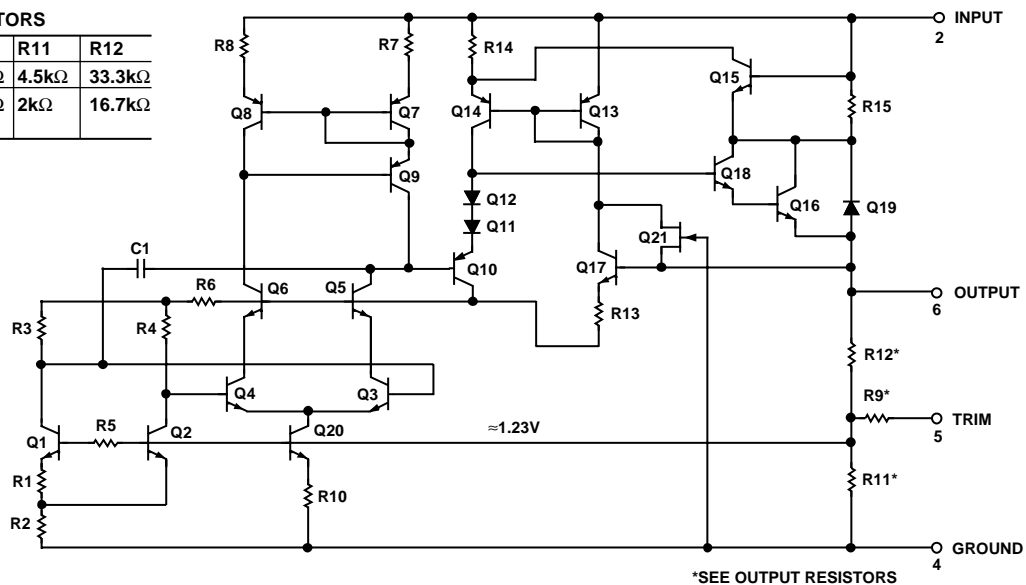 TORS
R11 R12
Ω 4.5kΩ 33.3kΩ
Ω 2kΩ 16.7kΩ
R8
R7
R14
INPUT
2
Q15
R15
Q8
Q7
Q14
Q13
Q9
Q18
Q16
Q12
Q19
Q11
Q21
C1
Q10
Q17
R6
Q6
Q5
OUTPUT
6
R3
R4
R13
R12*
Q4
Q3
R9*
TRIM
5
Q1
R5
Q2
Q20
≈1.23V
R1
R10
R11*
R2
GROUND
4
*SEE OUTPUT RESISTORS